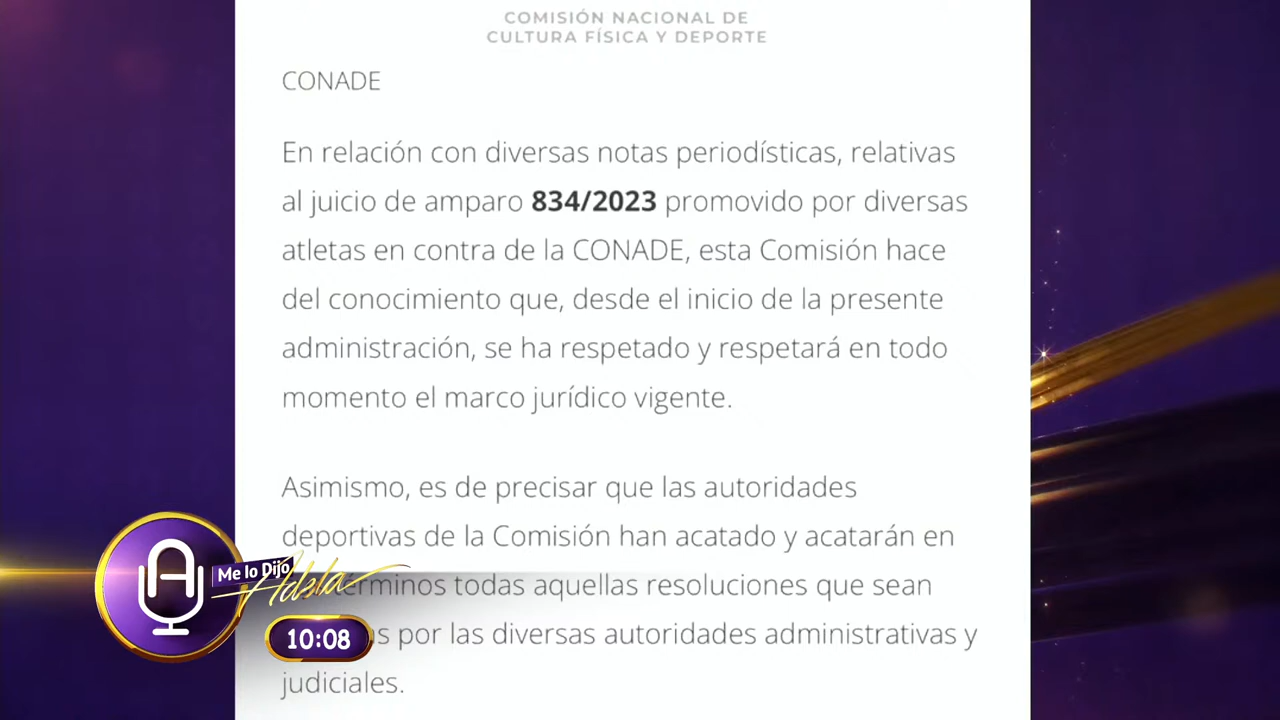 COMISIÓN NACIONAL DE
CULTURA FÍSICA Y DEPORTE
CONADE
En relación con diversas notas periodísticas, relativas
al juicio de amparo 834/2023 promovido por diversas
atletas en contra de la CONADE, esta Comisión hace
del conocimiento que, desde el inicio de la presente
administración, se ha respetado y respetará en todo
momento el marco jurídico vigente.
Asimismo, es de precisar que las autoridades
deportivas de la Comisión han acatado y acatarán en
todas aquellas resoluciones que sean
por las diversas autoridades administrativas y
judiciales.
Me lo Dijo
Adela
10:08